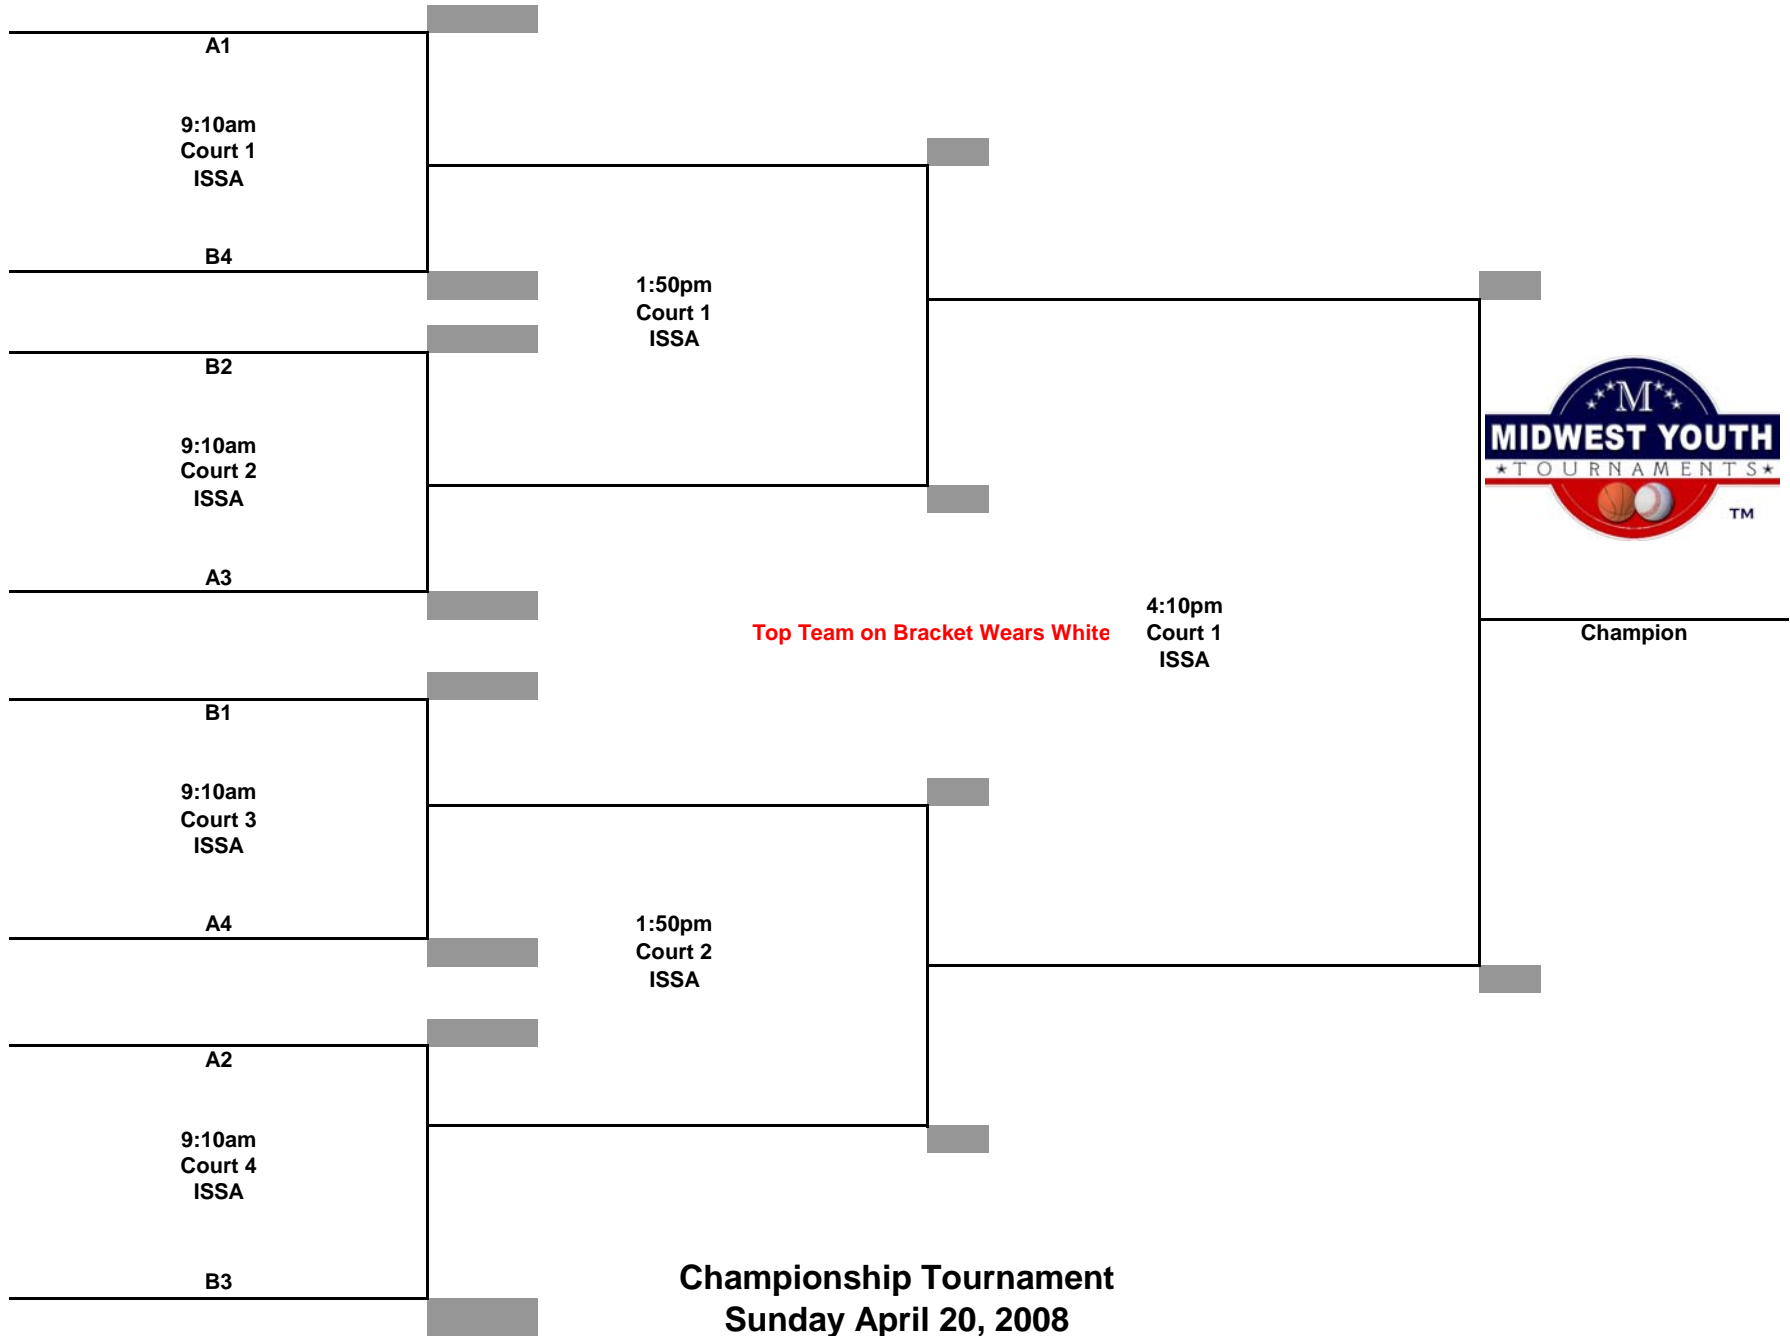 A1
9:10am
Court 1
ISSA
B4
B2
9:10am
Court 2
ISSA
A3
B1
9:10am
Court 3
ISSA
A4
A2
9:10am
Court 4
ISSA
B3
1:50pm
Court 1
ISSA
1:50pm
Court 2
ISSA
Top Team on Bracket Wears White
4:10pm
Court 1
ISSA
M
MIDWEST YOUTH
TOURNAMENTS
TM
Champion
Championship Tournament
Sunday April 20, 2008